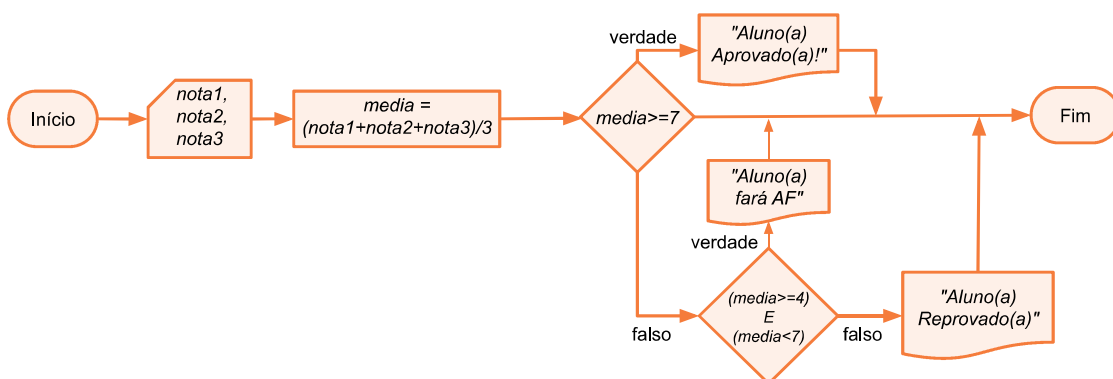 Início
nota1,
nota2,
nota3
media =
(nota1+nota2+nota3)/3
media>=7
verdade
"Aluno(a)
Aprovado(a)!"
Fim
falso
(media>=4)
E
(media<7)
verdade
"Aluno(a)
fará AF"
falso
"Aluno(a)
Reprovado(a)"